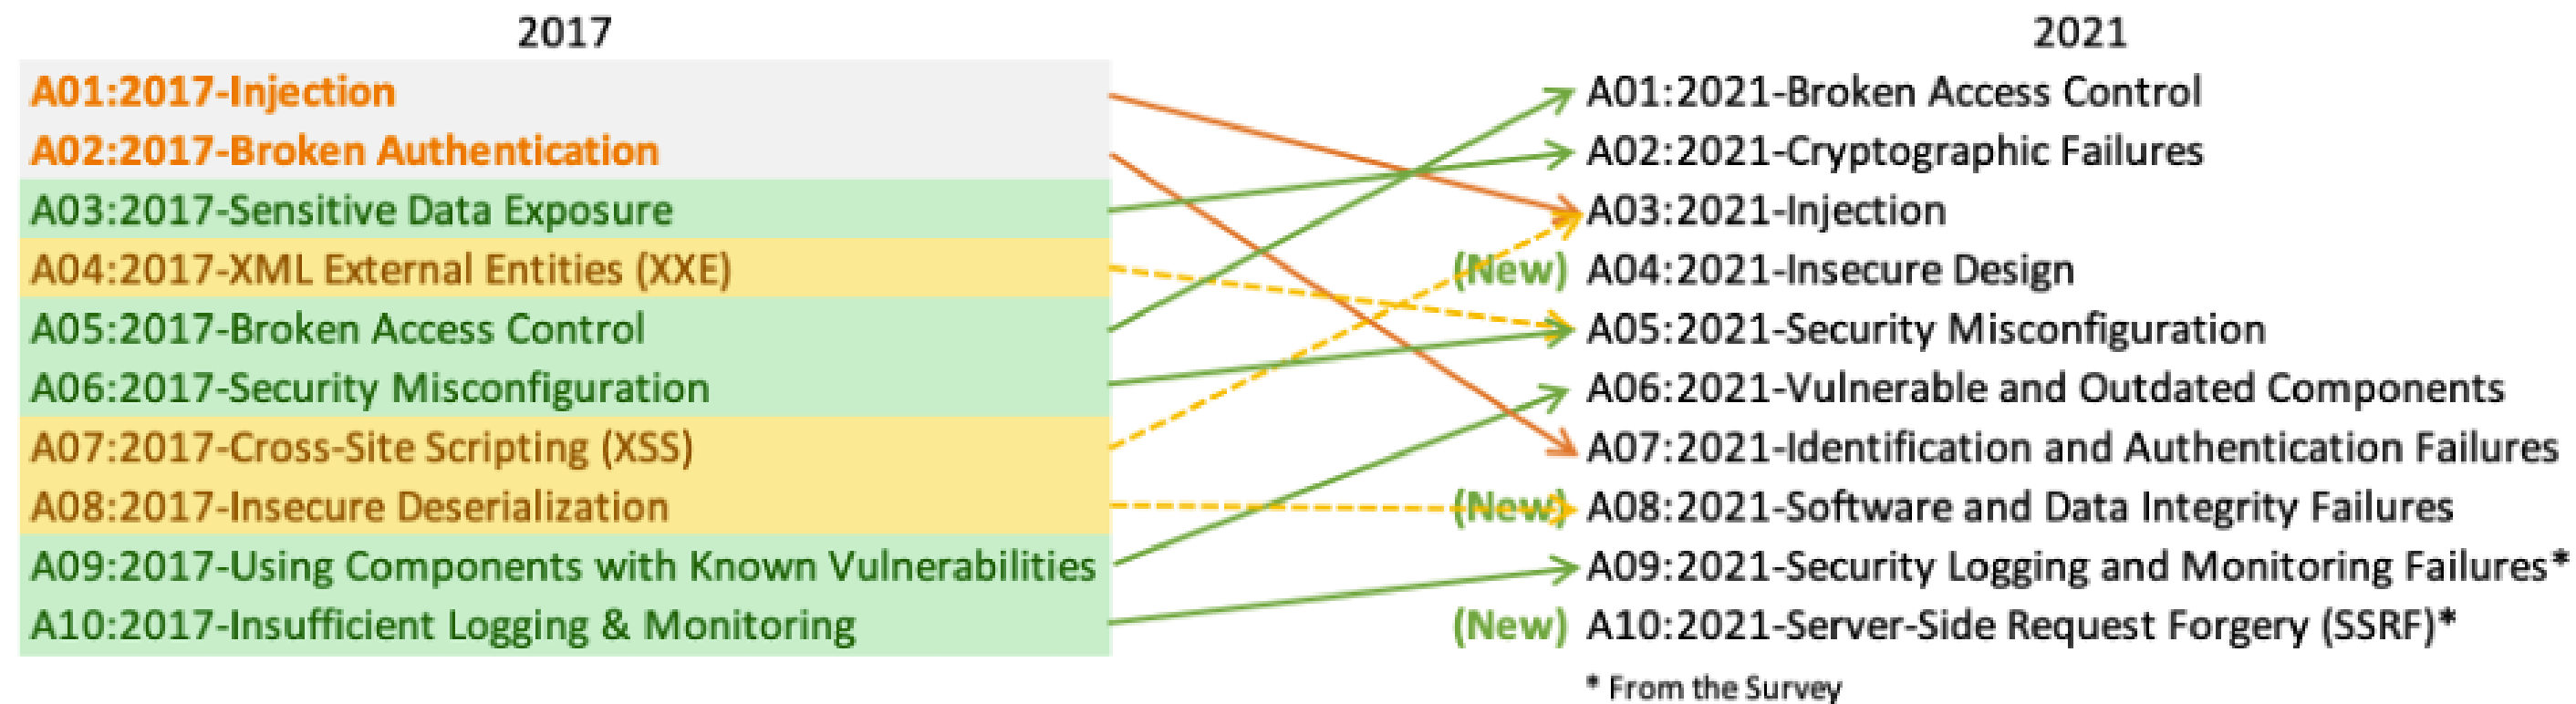 2017
A01:2017-Injection
A02:2017-Broken Authentication
A03:2017-Sensitive Data Exposure
A04:2017-XML External Entities (XXE)
A05:2017-Broken Access Control
A06:2017-Security Misconfiguration
A07:2017-Cross-Site Scripting (XSS)
A08:2017-Insecure Deserialization
A09:2017-Using Components with Known Vulnerabilities
A10:2017-Insufficient Logging & Monitoring
2021
A01:2021-Broken Access Control
A02:2021-Cryptographic Failures
A03:2021-Injection
(New) A04:2021-Insecure Design
A05:2021-Security Misconfiguration
A06:2021-Vulnerable and Outdated Components
A07:2021-Identification and Authentication Failures
(New) A08:2021-Software and Data Integrity Failures
A09:2021-Security Logging and Monitoring Failures*
(New) A10:2021-Server-Side Request Forgery (SSRF)*
* From the Survey